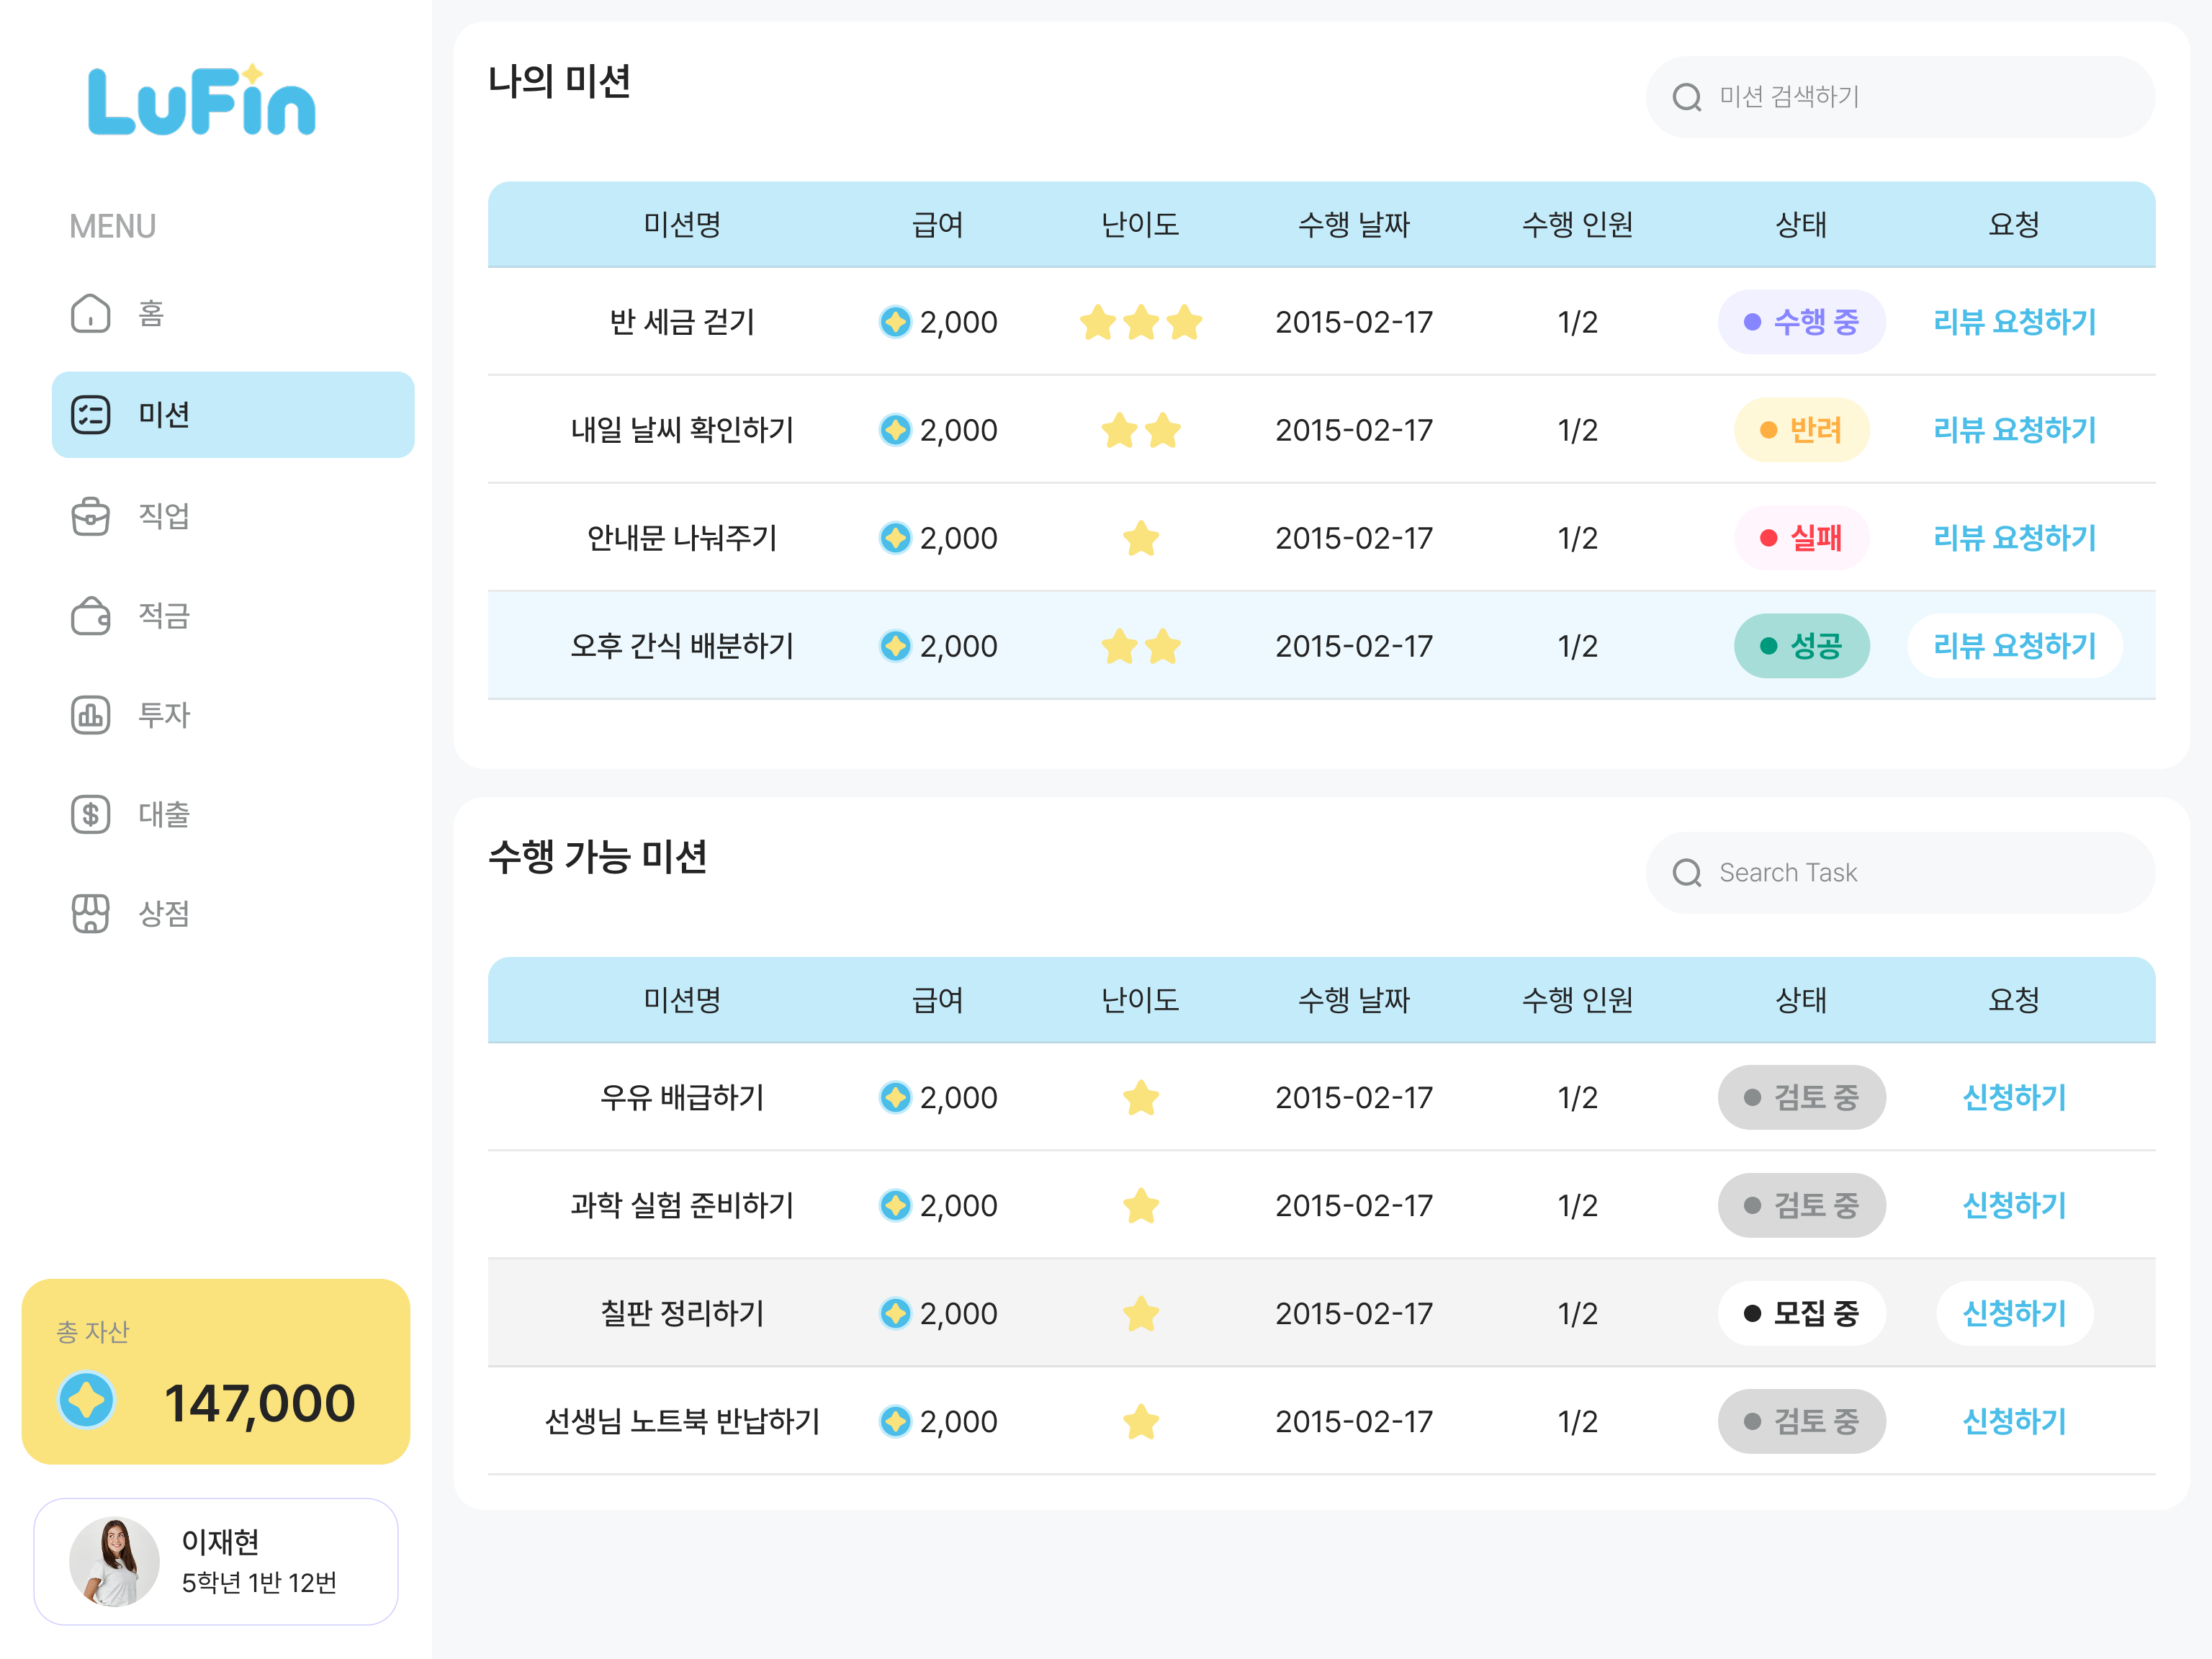 LuFin
MENU
홈
미션
직업
적금
투자
대출
상점
총 자산
147,000
이재현
5학년 1반 12번
나의 미션
미션 검색하기
미션명 급여 난이도 수행 날짜 수행 인원 상태 요청
반 세금 걷기 2,000 2015-02-17 1/2 수행 중 리뷰 요청하기
내일 날씨 확인하기 2,000 2015-02-17 1/2 반려 리뷰 요청하기
안내문 나눠주기 2,000 2015-02-17 1/2 실패 리뷰 요청하기
오후 간식 배분하기 2,000 2015-02-17 1/2 성공 리뷰 요청하기
수행 가능 미션
Search Task
미션명 급여 난이도 수행 날짜 수행 인원 상태 요청
우유 배급하기 2,000 2015-02-17 1/2 검토 중 신청하기
과학 실험 준비하기 2,000 2015-02-17 1/2 검토 중 신청하기
칠판 정리하기 2,000 2015-02-17 1/2 모집 중 신청하기
선생님 노트북 반납하기 2,000 2015-02-17 1/2 검토 중 신청하기